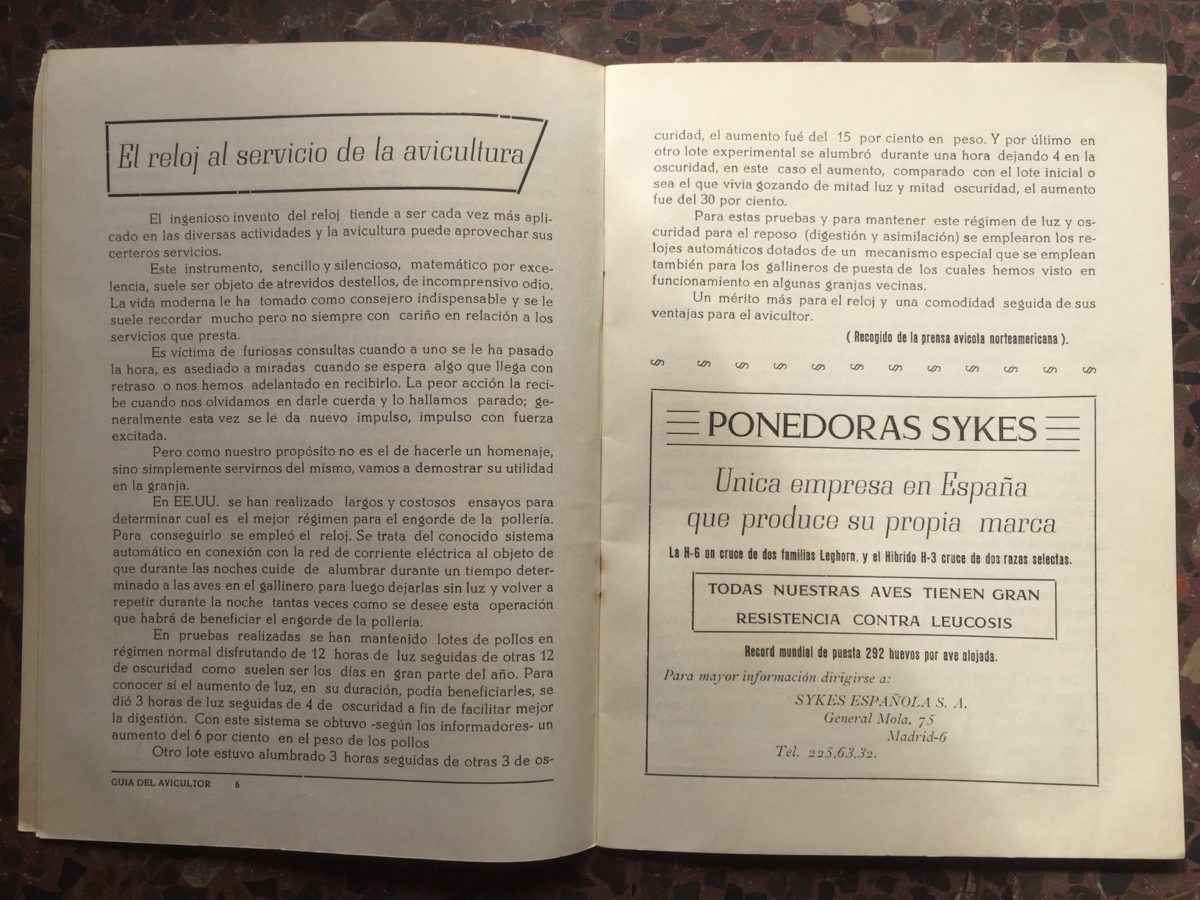 El reloj al servicio de la avicultura
El ingenioso invento del reloj tiende a ser cada vez más apli-
cado en las diversas actividades y la avicultura puede aprovechar sus
certeros servicios.
Este instrumento, sencillo y silencioso, matemático por exce-
lencia, suele ser objeto de atrevidos destellos, de incomprensivo odio.
La vida moderna le ha tomado como consejero indispensable y se le
suele recordar mucho pero no siempre con cariño en relación a los
servicios que presta.
Es víctima de furiosas consultas cuando a uno se le ha pasado
la hora, es asediado a miradas cuando se espera algo que llega con
retraso o nos hemos adelantado en recibirlo. La peor acción la reci-
be cuando nos olvidamos en darle cuerda y lo hallamos parado; ge-
neralmente esta vez se le da nuevo impulso, impulso con fuerza
excitada.
Pero como nuestro propósito no es el de hacerle un homenaje,
sino simplemente servirnos del mismo, vamos a demostrar su utilidad
en la granja.
En EE.UU. se han realizado largos y costosos ensayos para
determinar cual es el mejor régimen para el engorde de la pollería.
Para conseguirlo se empleó el reloj. Se trata del conocido sistema
automático en conexión con la red de corriente eléctrica al objeto de
que durante las noches cuide de alumbrar durante un tiempo deter-
minado a las aves en el gallinero para luego dejarlas sin luz y volver a
repetir durante la noche tantas veces como se desee esta operación
que habrá de beneficiar el engorde de la pollería.
En pruebas realizadas se han mantenido lotes de pollos en
régimen normal disfrutando de 12 horas de luz seguidas de otras 12
de oscuridad como suelen ser los días en gran parte del año. Para
conocer si el aumento de luz, en su duración, podía beneficiarles, se
dió 3 horas de luz seguidas de 4 de oscuridad a fin de facilitar mejor
la digestión. Con este sistema se obtuvo -según los informadores- un
aumento del 6 por ciento en el peso de los pollos
Otro lote estuvo alumbrado 3 horas seguidas de otras 3 de os-
GUIA DEL AVICULTOR 6
curidad, el aumento fué del 15 por ciento en peso. Y por último en
otro lote experimental se alumbró durante una hora dejando 4 en la
oscuridad, en este caso el aumento, comparado con el lote inicial o
sea el que vivia gozando de mitad luz y mitad oscuridad, el aumento
fue del 30 por ciento.
Para estas pruebas y para mantener este régimen de luz y os-
curidad para el reposo (digestión y asimilación) se emplearon los re-
lojes automáticos dotados de un mecanismo especial que se emplean
también para los gallineros de puesta de los cuales hemos visto en
funcionamiento en algunas granjas vecinas.
Un mérito más para el reloj y una comodidad seguida de sus
ventajas para el avicultor.
( Recogido de la prensa avícola norteamericana ).
PONEDORAS SYKES
Unica empresa en España
que produce su propia marca
La H-6 un cruce de dos familias Leghorn, y el Híbrido H-3 cruce de dos razas selectas.
TODAS NUESTRAS AVES TIENEN GRAN
RESISTENCIA CONTRA LEUCOSIS
Record mundial de puesta 292 huevos por ave alojada.
Para mayor información dirigirse a:
SYKES ESPAÑOLA S. A.
General Mola, 75
Madrid-6
Tel. 225.63.32.